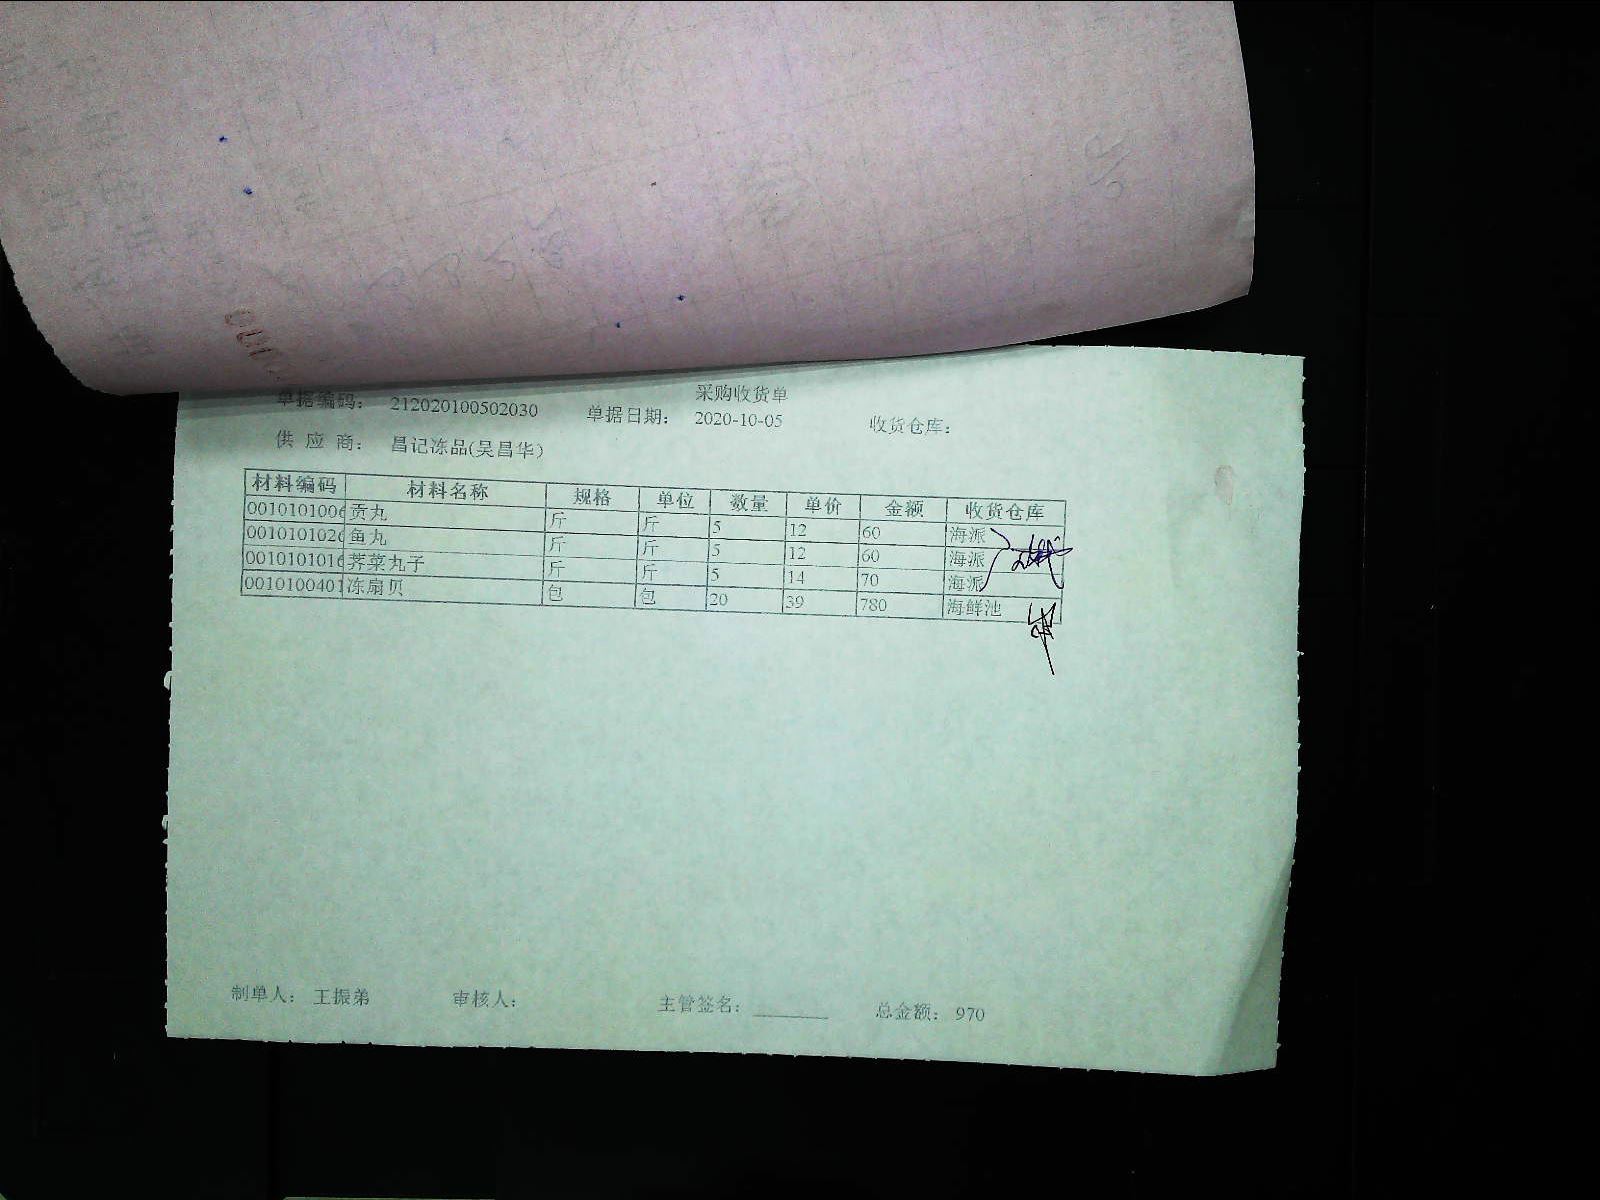 采购收货单
单据编码： 212020100502030 单据日期： 2020-10-05 收货仓库：
供 应 商： 昌记冻品(吴昌华)
材料编码 材料名称 规格 单位 数量 单价 金额 收货仓库
0010101006 贡丸 斤 斤 5 12 60 海派
001010102 鱼丸 斤 斤 5 12 60 海派
0010101016 荠菜丸子 斤 斤 5 14 70 海派
0010100401 冻扇贝 包 包 20 39 780 海鲜池
制单人： 王振弟 审核人： 主管签名： 总金额： 970